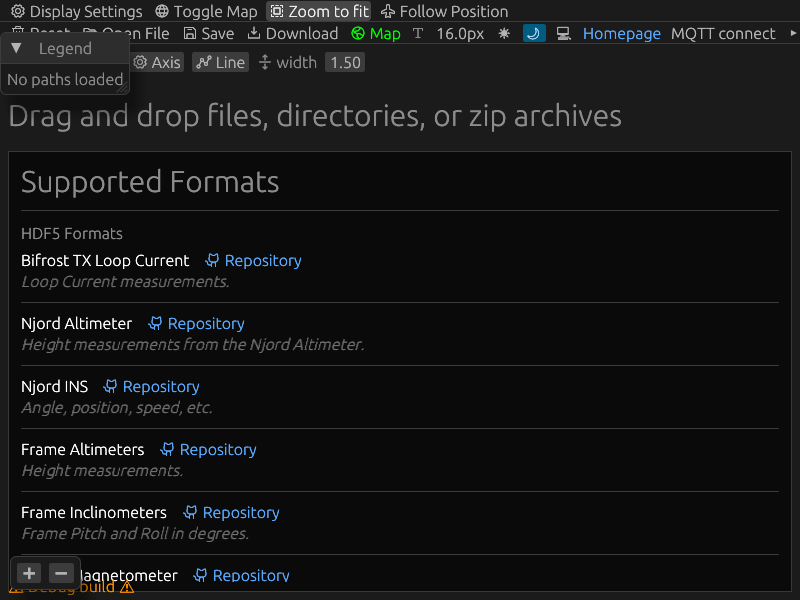 Display Settings Toggle Map Zoom to fit Follow Position
Reset Open File Save Download Map T 16.0px Homepage MQTT connect
Legend
Axis Line width 1.50
No paths loaded
Drag and drop files, directories, or zip archives
Supported Formats
HDF5 Formats
Bifrost TX Loop Current Repository
Loop Current measurements.
Njord Altimeter Repository
Height measurements from the Njord Altimeter.
Njord INS Repository
Angle, position, speed, etc.
Frame Altimeters Repository
Height measurements.
Frame Inclinometers Repository
Frame Pitch and Roll in degrees.
Magnetometer Repository
+ −
Debug build